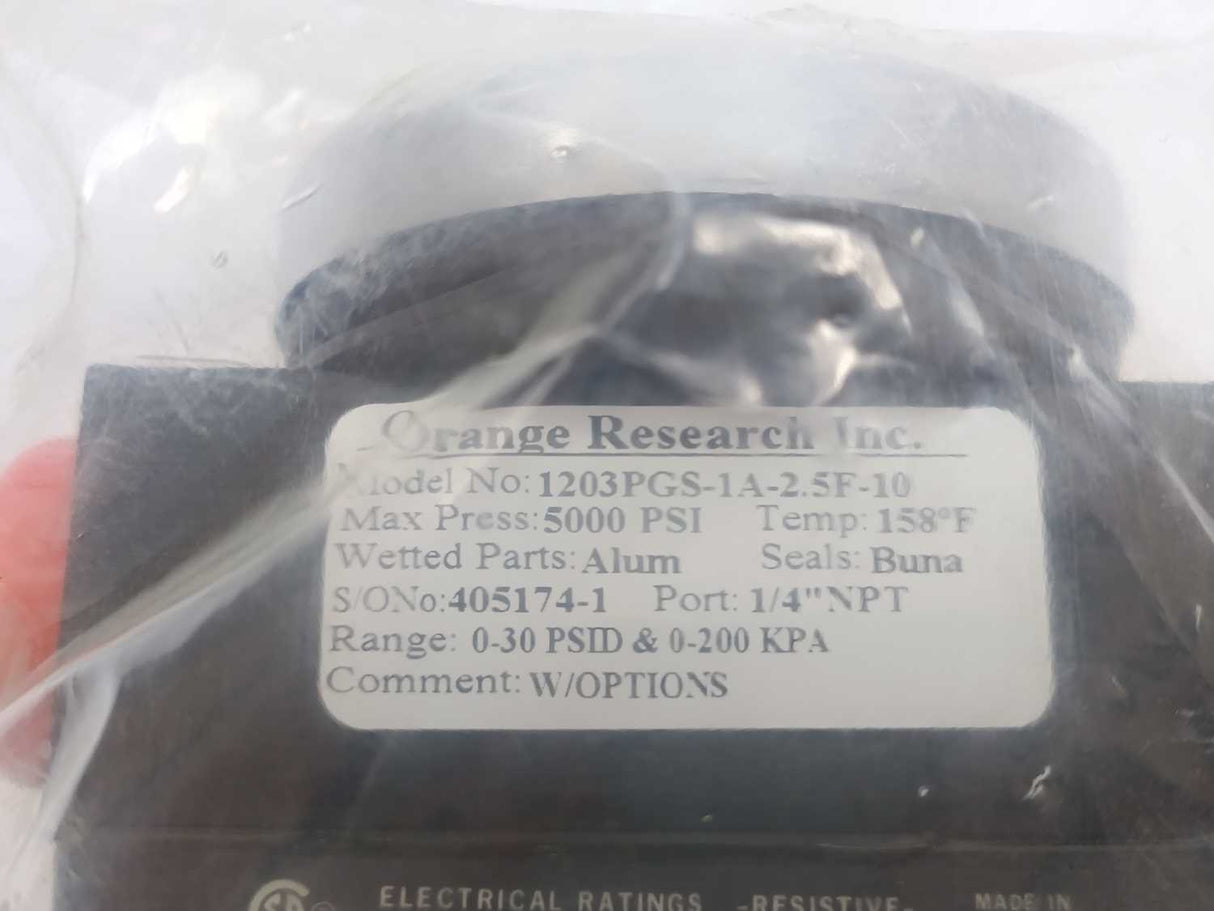 Orange Research Inc.
Model No: 1203PGS-1A-2.5F-10
Max Press: 5000 PSI Temp: 158°F
Wetted Parts: Alum Seals: Buna
S/ONo: 405174-1 Port: 1/4"NPT
Range: 0-30 PSID & 0-200 KPA
Comment: W/OPTIONS
ELECTRICAL RATINGS -RESISTIVE- MADE IN